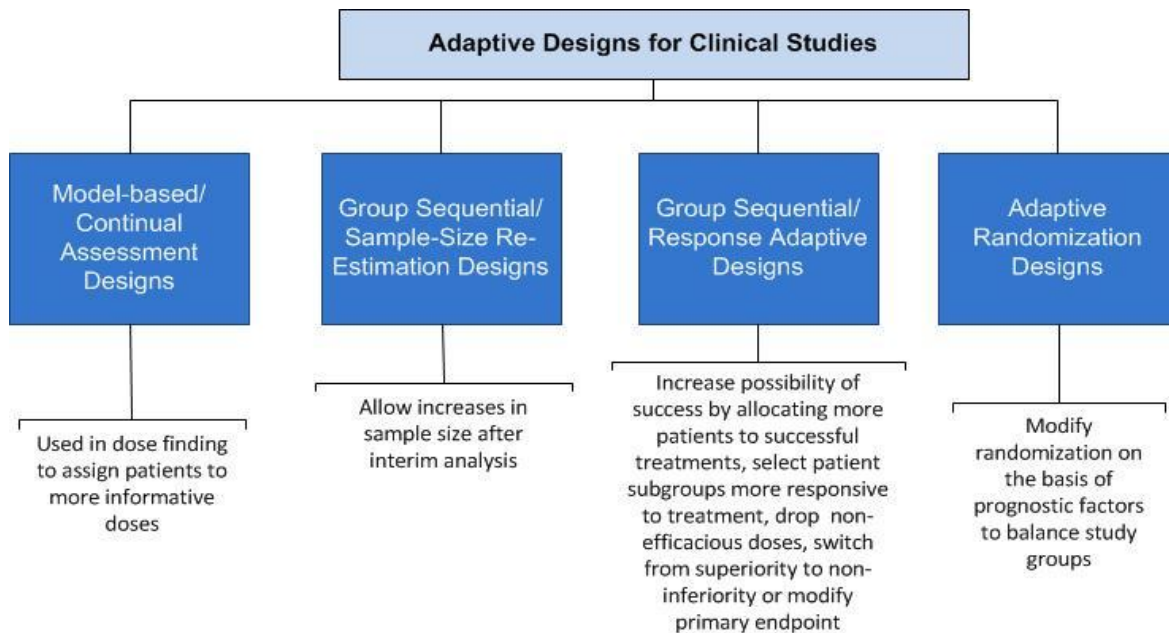 Adaptive Designs for Clinical Studies
Model-based/
Continual
Assessment
Designs
Group Sequential/
Sample-Size Re-
Estimation Designs
Group Sequential/
Response Adaptive
Designs
Adaptive
Randomization
Designs
Used in dose finding
to assign patients to
more informative
doses
Allow increases in
sample size after
interim analysis
Increase possibility of
success by allocating more
patients to successful
treatments, select patient
subgroups more responsive
to treatment, drop non-
efficacious doses, switch
from superiority to non-
inferiority or modify
primary endpoint
Modify
randomization on
the basis of
prognostic factors
to balance study
groups